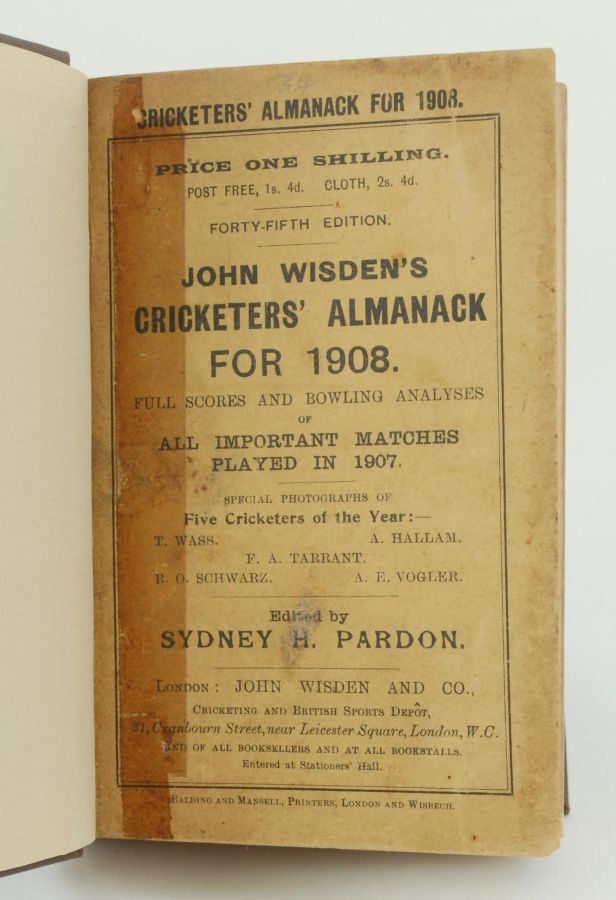 CRICKETERS' ALMANACK FOR 1908.
PRICE ONE SHILLING.
POST FREE, 1s. 4d. CLOTH, 2s. 4d.
FORTY-FIFTH EDITION.
JOHN WISDEN'S
CRICKETERS' ALMANACK
FOR 1908.
FULL SCORES AND BOWLING ANALYSES
OF
ALL IMPORTANT MATCHES
PLAYED IN 1907.
SPECIAL PHOTOGRAPHS OF
Five Cricketers of the Year:—
T. WASS. A. HALLAM.
F. A. TARRANT.
R. O. SCHWARZ. A. E. VOGLER.
Edited by
SYDNEY H. PARDON.
LONDON: JOHN WISDEN AND CO.,
CRICKETING AND BRITISH SPORTS DEPÔT,
21, Cranbourn Street, near Leicester Square, London, W.C.
AND OF ALL BOOKSELLERS AND AT ALL BOOKSTALLS.
Entered at Stationers' Hall.
BALDING AND MANSELL, PRINTERS, LONDON AND WISBECH.